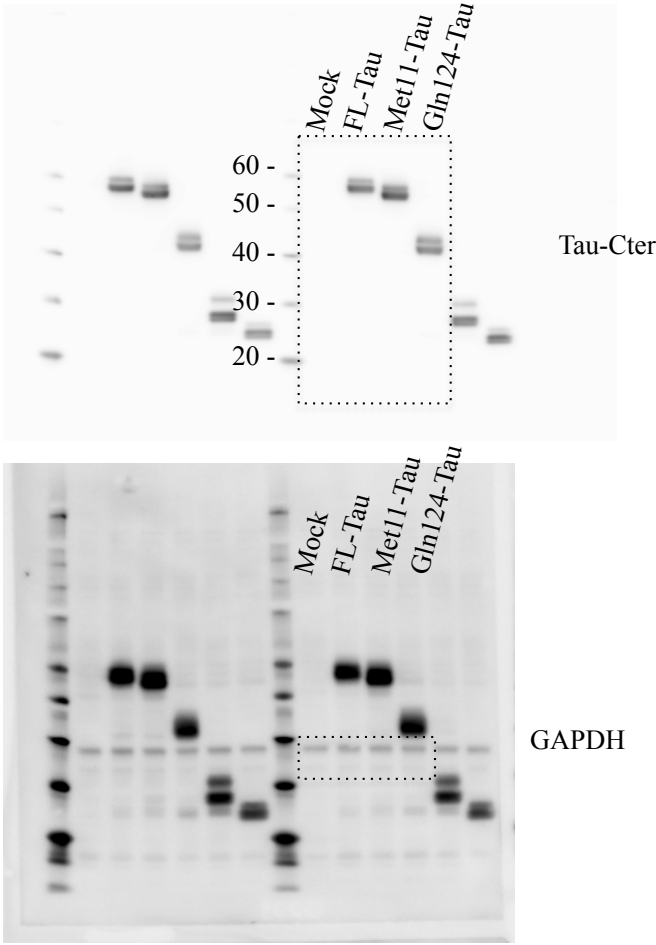 Mock
FL-Tau
Met11-Tau
Gln124-Tau
60 -
50 -
40 -
30 -
20 -
Tau-Cter
Mock
FL-Tau
Met11-Tau
Gln124-Tau
GAPDH